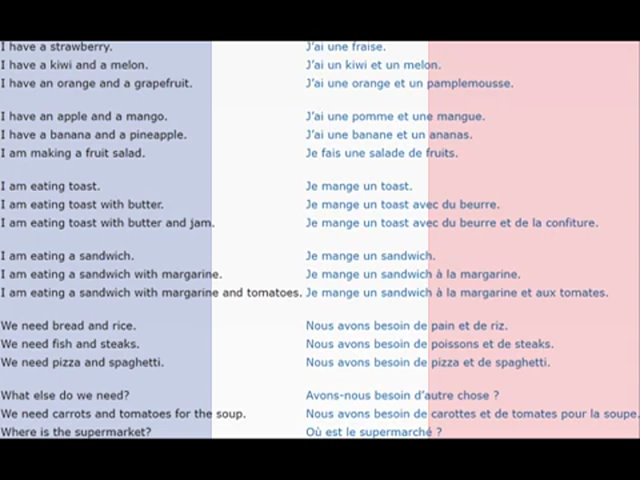 I have a strawberry. J’ai une fraise.
I have a kiwi and a melon. J’ai un kiwi et un melon.
I have an orange and a grapefruit. J’ai une orange et un pamplemousse.
I have an apple and a mango. J’ai une pomme et une mangue.
I have a banana and a pineapple. J’ai une banane et un ananas.
I am making a fruit salad. Je fais une salade de fruits.
I am eating toast. Je mange un toast.
I am eating toast with butter. Je mange un toast avec du beurre.
I am eating toast with butter and jam. Je mange un toast avec du beurre et de la confiture.
I am eating a sandwich. Je mange un sandwich.
I am eating a sandwich with margarine. Je mange un sandwich à la margarine.
I am eating a sandwich with margarine and tomatoes. Je mange un sandwich à la margarine et aux tomates.
We need bread and rice. Nous avons besoin de pain et de riz.
We need fish and steaks. Nous avons besoin de poissons et de steaks.
We need pizza and spaghetti. Nous avons besoin de pizza et de spaghetti.
What else do we need? Avons-nous besoin d’autre chose ?
We need carrots and tomatoes for the soup. Nous avons besoin de carottes et de tomates pour la soupe.
Where is the supermarket? Où est le supermarché ?